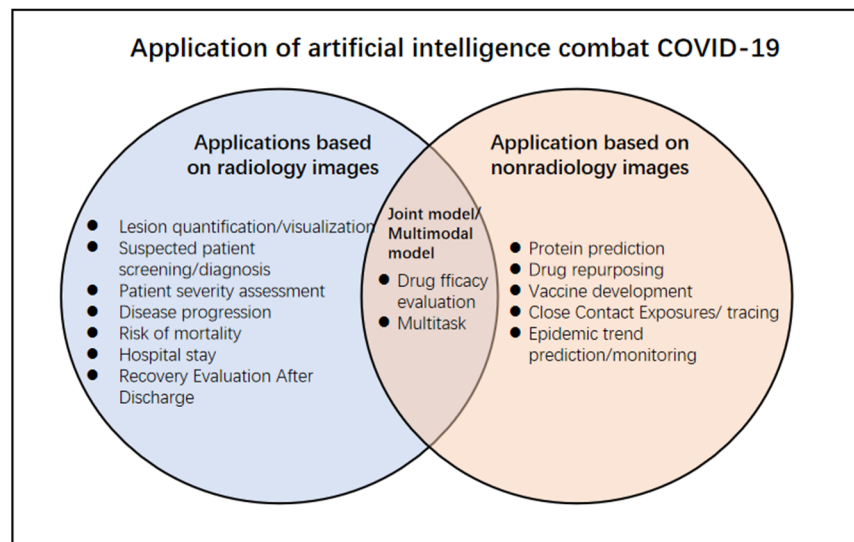 Application of artificial intelligence combat COVID-19
Applications based
on radiology images
● Lesion quantification/visualization
● Suspected patient
screening/diagnosis
● Patient severity assessment
● Disease progression
● Risk of mortality
● Hospital stay
● Recovery Evaluation After
Discharge
Joint model/
Multimodal
model
● Drug fficacy
evaluation
● Multitask
Application based on
nonradiology images
● Protein prediction
● Drug repurposing
● Vaccine development
● Close Contact Exposures/ tracing
● Epidemic trend
prediction/monitoring